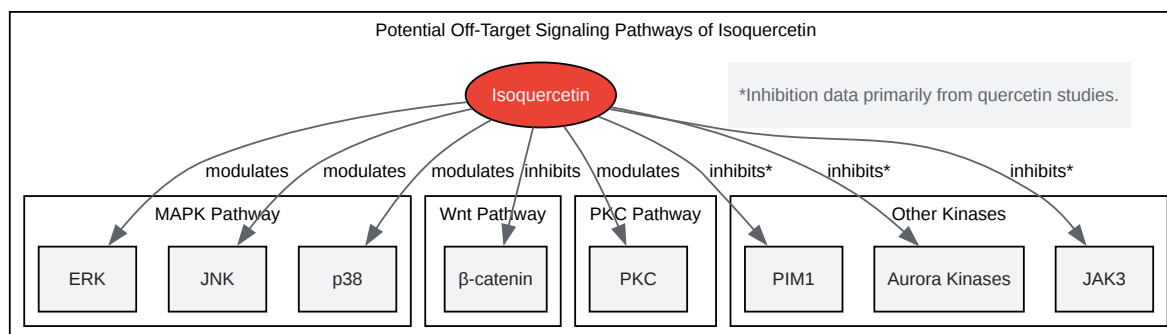 Potential Off-Target Signaling Pathways of Isoquercetin
Isoquercetin
*Inhibition data primarily from quercetin studies.
modulates
modulates
modulates
inhibits
modulates
inhibits*
inhibits*
inhibits*
MAPK Pathway
Wnt Pathway
PKC Pathway
Other Kinases
ERK
JNK
p38
β-catenin
PKC
PIM1
Aurora Kinases
JAK3